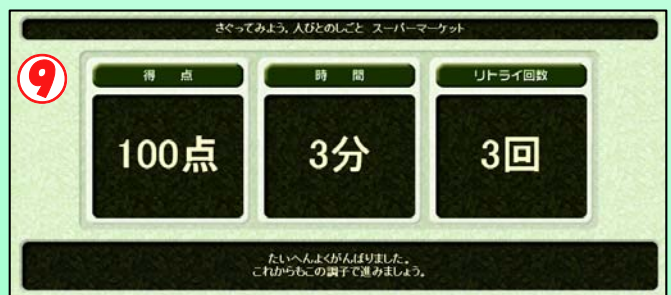 さぐってみよう,人びとのしごと スーパーマーケット
9
得 点
時 間
リトライ回数
100点
3分
3回
たいへんよくがんばりました。
これからもこの調子で進みましょう。